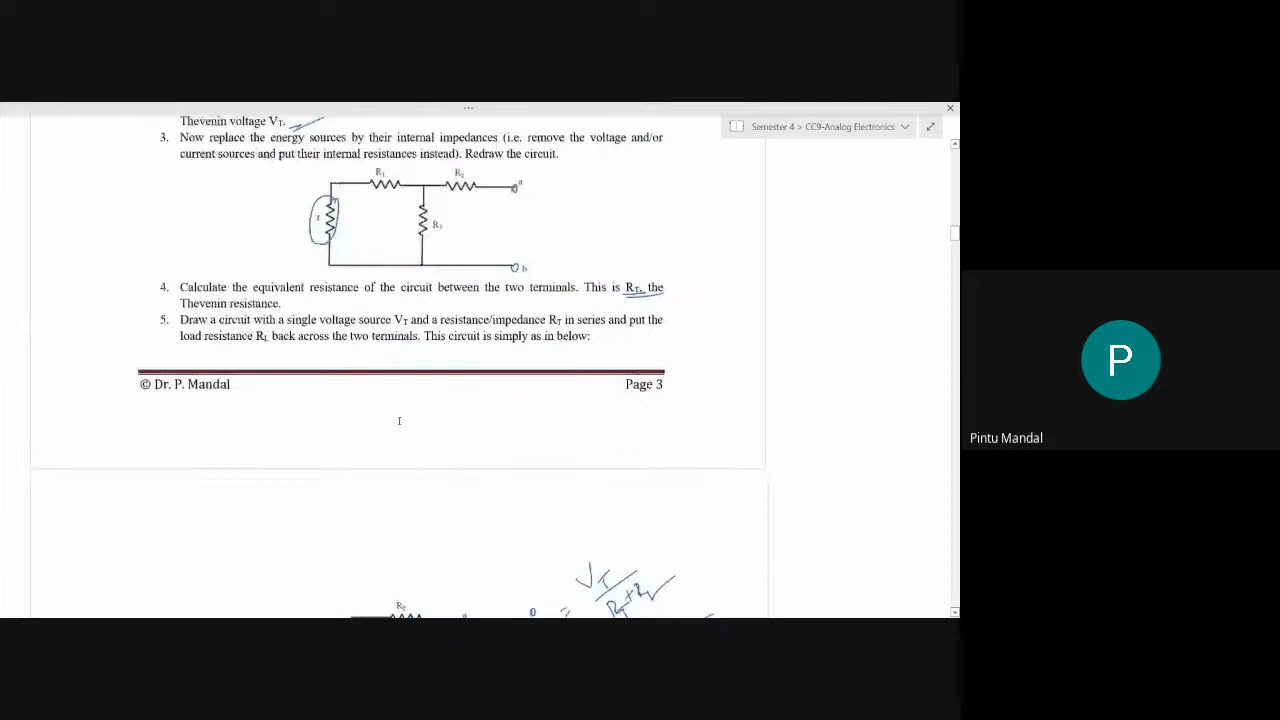 Semester 4 > CC9-Analog Electronics
Thevenin voltage VT.
3. Now replace the energy sources by their internal impedances (i.e. remove the voltage and/or
current sources and put their internal resistances instead). Redraw the circuit.
R1 R2
a
r
b
4. Calculate the equivalent resistance of the circuit between the two terminals. This is RT, the
Thevenin resistance.
5. Draw a circuit with a single voltage source VT and a resistance/impedance RT in series and put the
load resistance RL back across the two terminals. This circuit is simply as in below:
© Dr. P. Mandal Page 3
P
Pintu Mandal
VT
RT